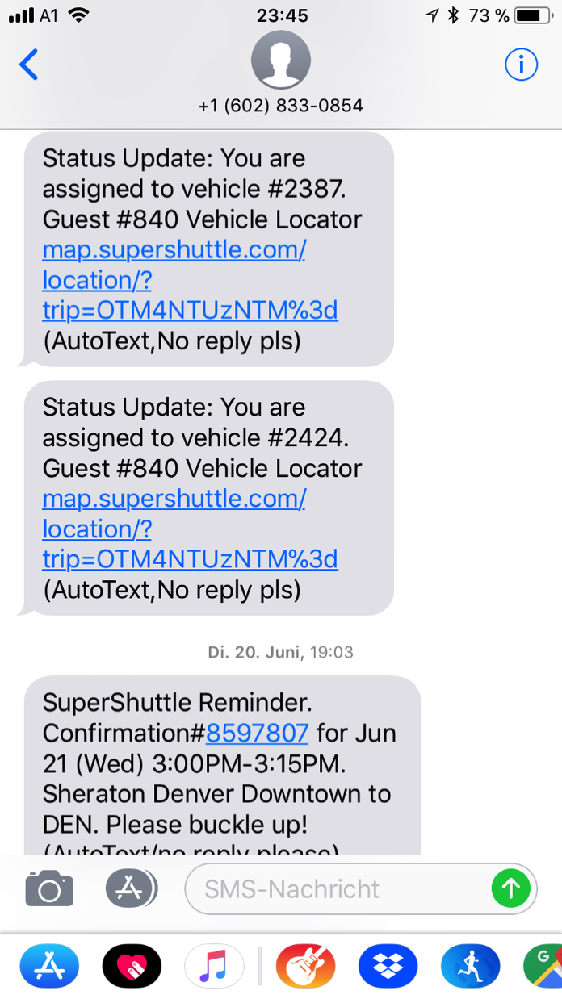 A1 23:45 73 %
+1 (602) 833-0854
Status Update: You are
assigned to vehicle #2387.
Guest #840 Vehicle Locator
map.supershuttle.com/
location/?
trip=OTM4NTUzNTM%3d
(AutoText,No reply pls)
Status Update: You are
assigned to vehicle #2424.
Guest #840 Vehicle Locator
map.supershuttle.com/
location/?
trip=OTM4NTUzNTM%3d
(AutoText,No reply pls)
Di. 20. Juni, 19:03
SuperShuttle Reminder.
Confirmation#8597807 for Jun
21 (Wed) 3:00PM-3:15PM.
Sheraton Denver Downtown to
DEN. Please buckle up!
(AutoText/no reply please)
SMS-Nachricht
G